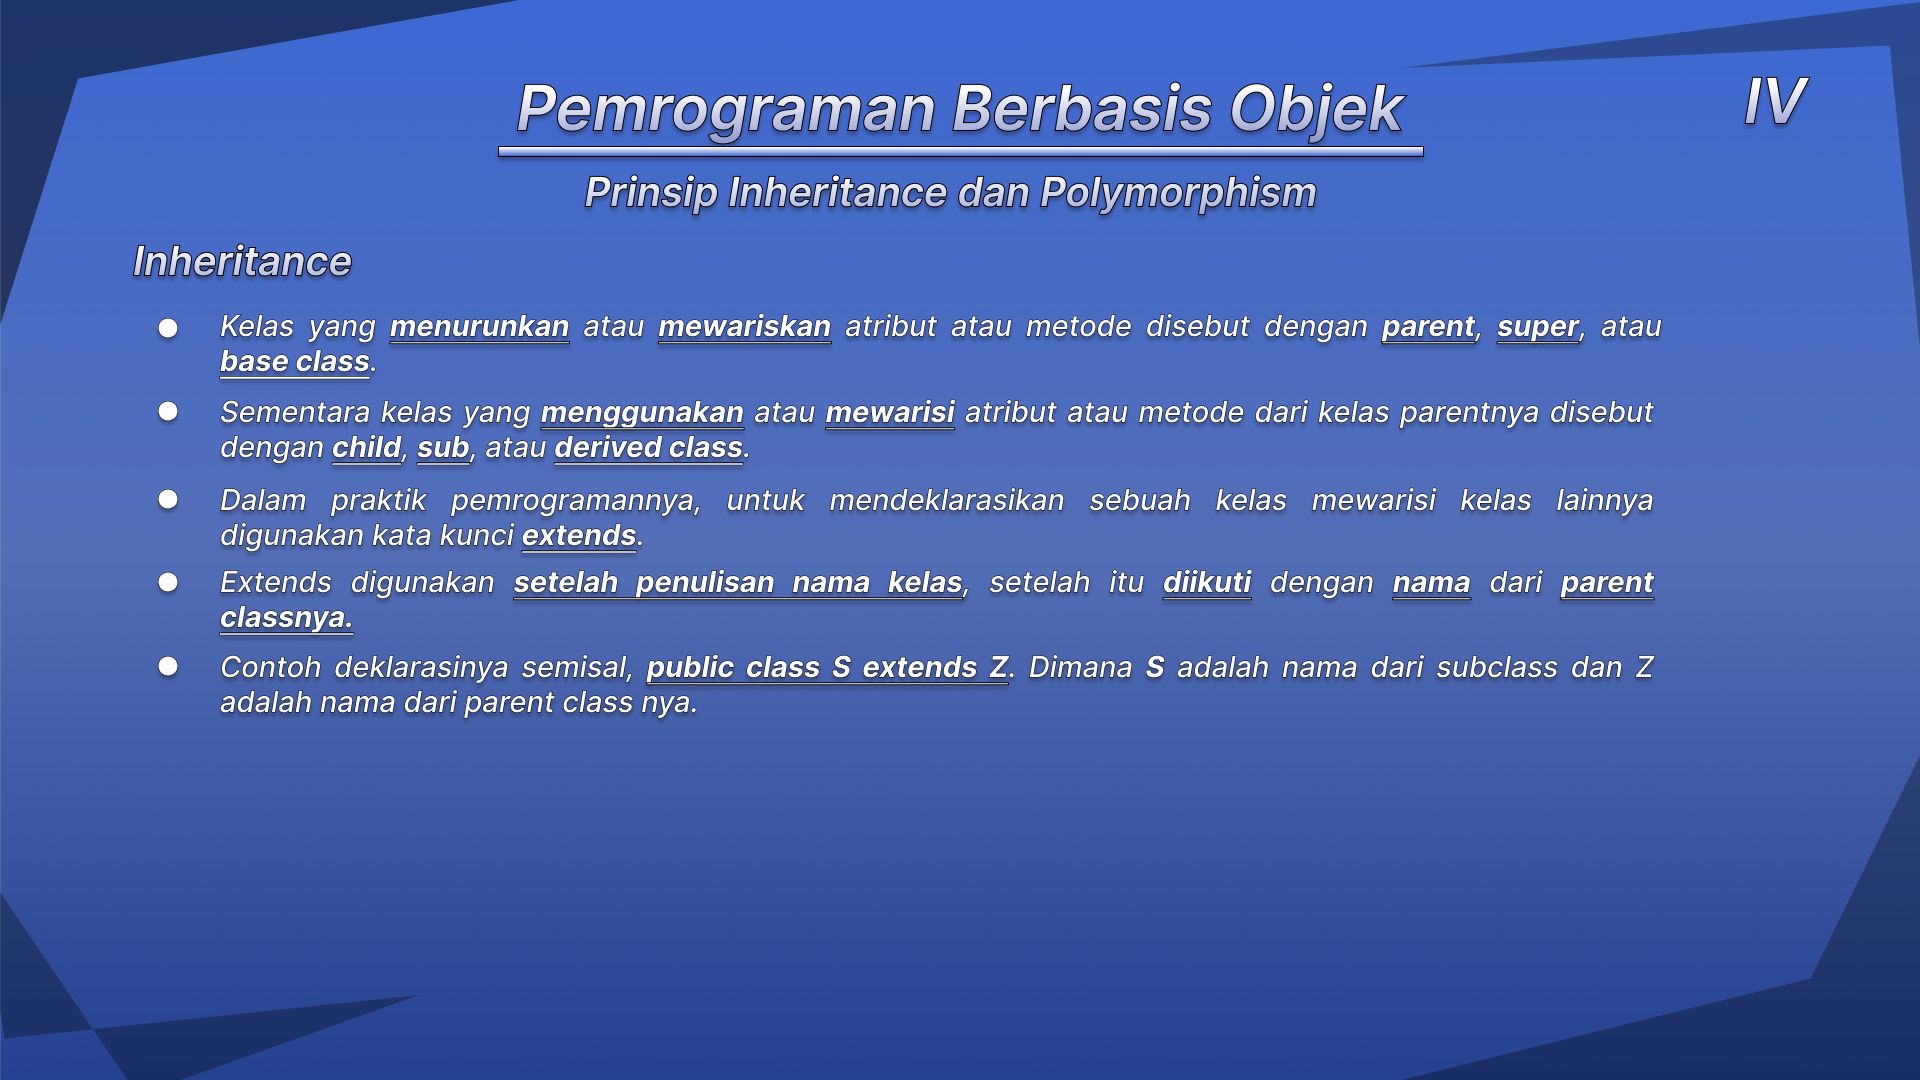 Pemrograman Berbasis Objek
IV
Prinsip Inheritance dan Polymorphism
Inheritance
● Kelas yang menurunkan atau mewariskan atribut atau metode disebut dengan parent, super, atau
base class.
● Sementara kelas yang menggunakan atau mewarisi atribut atau metode dari kelas parentnya disebut
dengan child, sub, atau derived class.
● Dalam praktik pemrogramannya, untuk mendeklarasikan sebuah kelas mewarisi kelas lainnya
digunakan kata kunci extends.
● Extends digunakan setelah penulisan nama kelas, setelah itu diikuti dengan nama dari parent
classnya.
● Contoh deklarasinya semisal, public class S extends Z. Dimana S adalah nama dari subclass dan Z
adalah nama dari parent class nya.